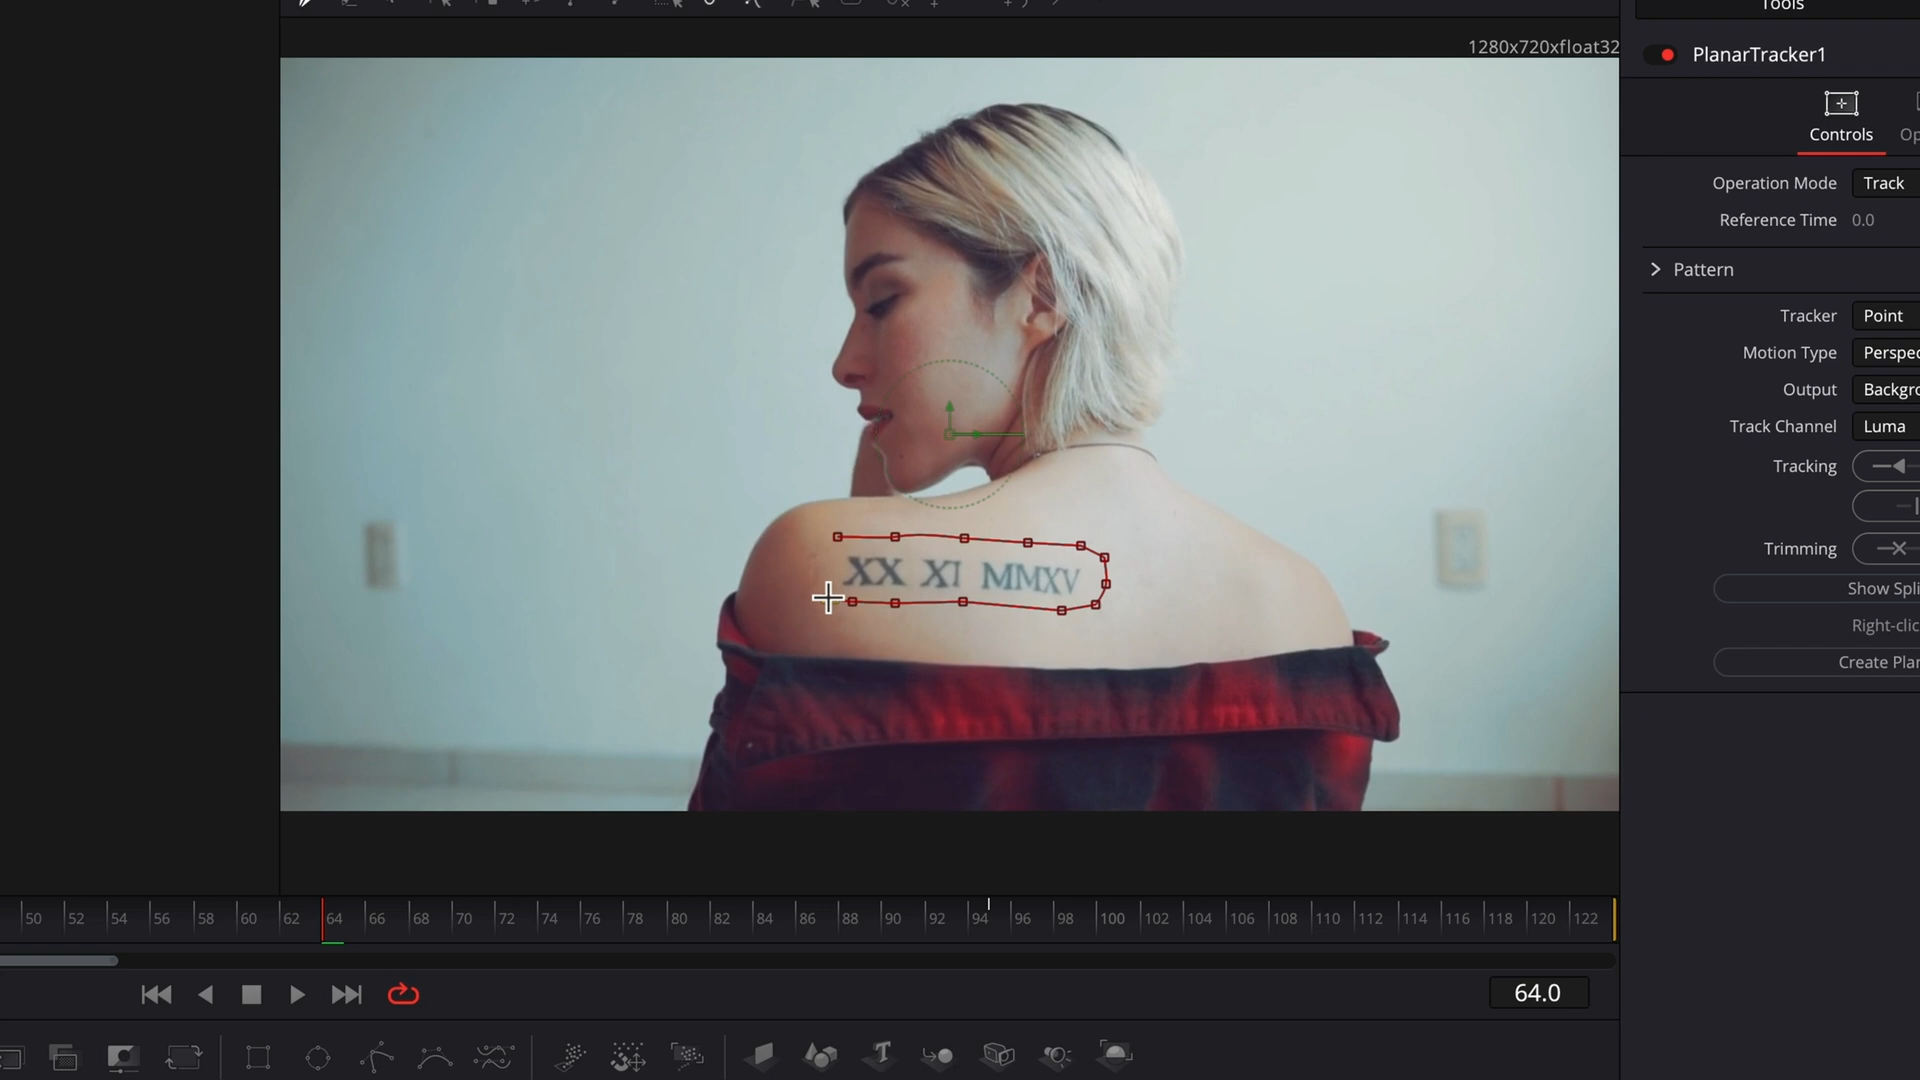 Tools
1280x720xfloat32
PlanarTracker1
Controls
Op
Operation Mode Track
Reference Time 0.0
Pattern
Tracker Point
Motion Type Perspec
Output Backgro
Track Channel Luma
Tracking
Trimming
Show Spli
Right-clic
Create Plan
XX XI MMXV
50 52 54 56 58 60 62 64 66 68 70 72 74 76 78 80 82 84 86 88 90 92 94 96 98 100 102 104 106 108 110 112 114 116 118 120 122
64.0